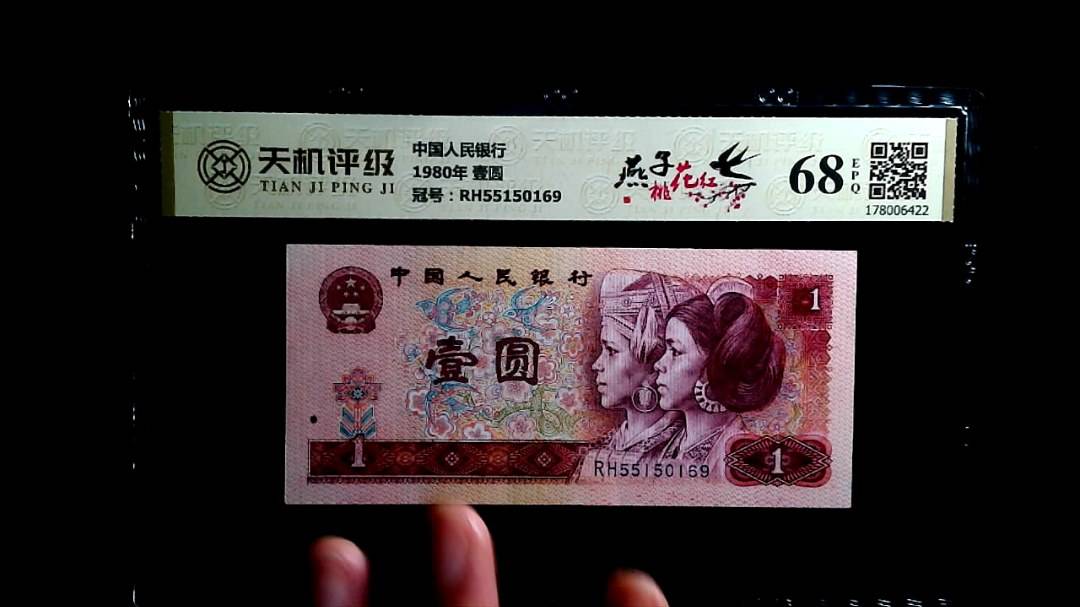 天机评级
TIAN JI PING JI
中国人民银行
1980年 壹圆
冠号：RH55150169
燕子
桃花红
68
EPQ
178006422
中国人民银行
1
壹圆
1
RH55150169
1